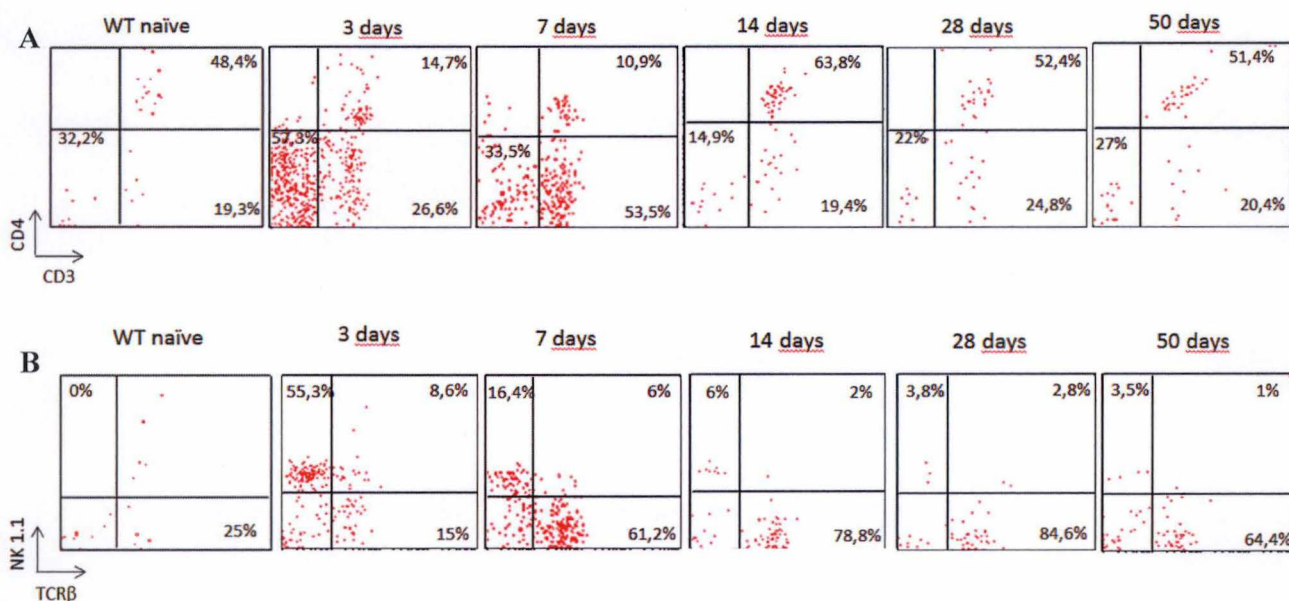 A WT naïve 3 days 7 days 14 days 28 days 50 days
48,4% 14,7% 10,9% 63,8% 52,4% 51,4%
32,2% 57,3% 33,5% 14,9% 22% 27%
19,3% 26,6% 53,5% 19,4% 24,8% 20,4%
CD4
CD3
B WT naïve 3 days 7 days 14 days 28 days 50 days
0% 55,3% 8,6% 16,4% 6% 6% 2% 3,8% 2,8% 3,5% 1%
25% 15% 61,2% 78,8% 84,6% 64,4%
NK 1.1
TCRβ